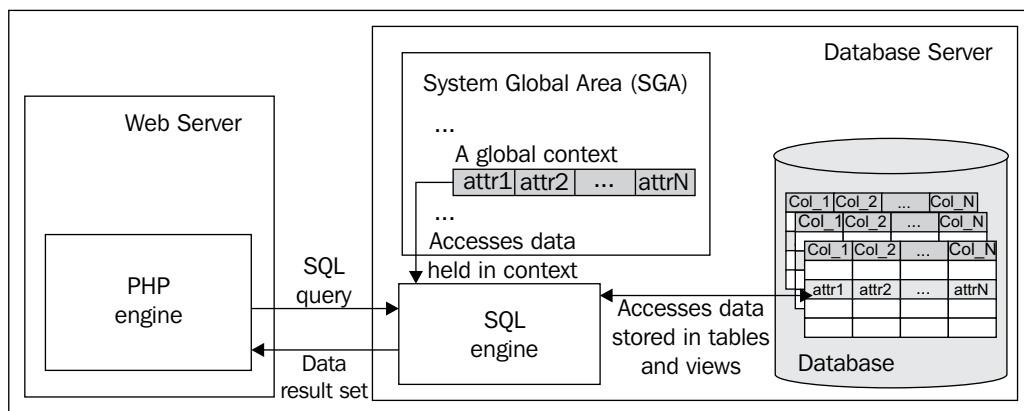 Database Server
System Global Area (SGA)
...
A global context
attr1 attr2 ... attrN
...
Accesses data
held in context
Web Server
PHP
engine
SQL
query
Data
result set
SQL
engine
Accesses data
stored in tables
and views
Col_1 Col_2 ... Col_N
Col_1 Col_2 ... Col_N
Col_1 Col_2 ... Col_N
attr1 attr2 ... attrN
Database